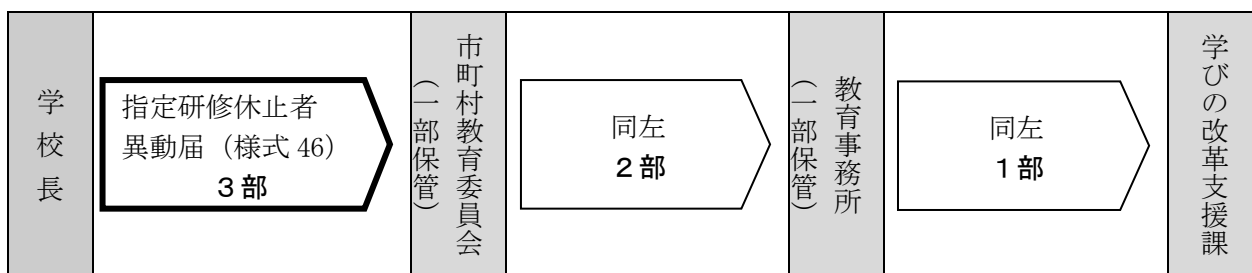 学校長
指定研修休止者
異動届（様式 46）
３部
市町村教育委員会
（一部保管）
同左
２部
教育事務所
（一部保管）
同左
１部
学びの改革支援課